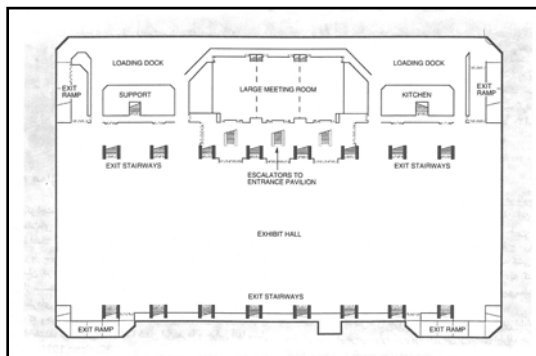 LOADING DOCK
LOADING DOCK
EXIT
RAMP
SUPPORT
LARGE MEETING ROOM
KITCHEN
EXIT
RAMP
EXIT STAIRWAYS
ESCALATORS TO
ENTRANCE PAVILION
EXIT STAIRWAYS
EXHIBIT HALL
EXIT STAIRWAYS
EXIT RAMP
EXIT RAMP